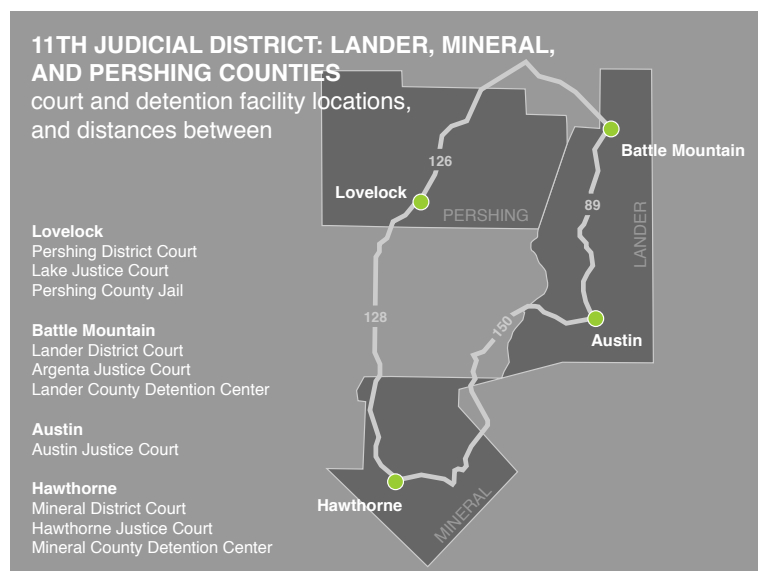 11TH JUDICIAL DISTRICT: LANDER, MINERAL,
AND PERSHING COUNTIES
court and detention facility locations,
and distances between
Battle Mountain
126
Lovelock
89
PERSHING
LANDER
Lovelock
Pershing District Court
Lake Justice Court
Pershing County Jail
128
150
Austin
Battle Mountain
Lander District Court
Argenta Justice Court
Lander County Detention Center
Austin
Austin Justice Court
Hawthorne
Mineral District Court
Hawthorne Justice Court
Mineral County Detention Center
Hawthorne
MINERAL